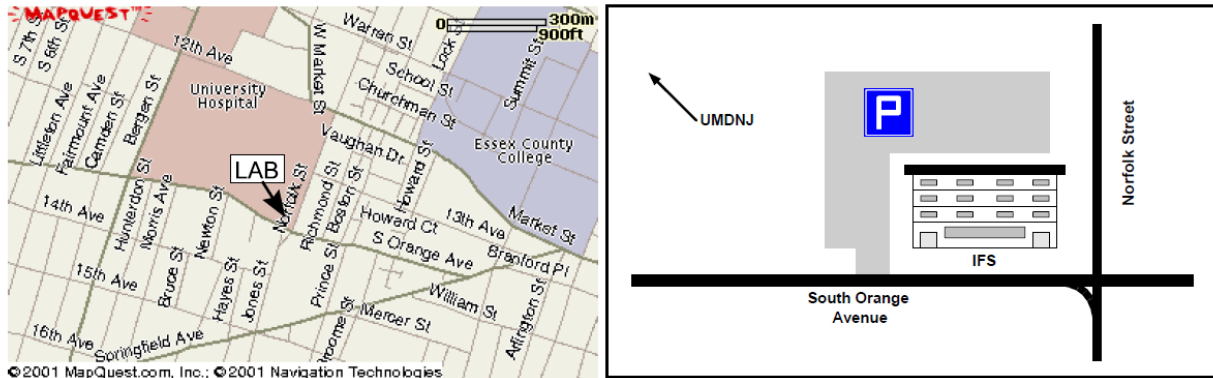 MAPQUEST
TM
0 300m
900ft
S 7th St
S 6th St
12th Ave
W Market St
Warren St
Lock St
Summit St
School St
Churchman St
University
Hospital
Littleton Ave
Fairmount Ave
Camden St
Bergen St
Vaughan Dr
Essex County
College
LAB
Norfolk St
Richmond St
Boston St
Howard St
14th Ave
Hunterdon St
Morris Ave
Newton St
Howard Ct
13th Ave
Market St
S Orange Ave
Branford Pl
15th Ave
Bruce St
Hayes St
Jones St
Prince St
William St
Mercer St
Arlington St
16th Ave
Springfield Ave
Broome St
©2001 MapQuest.com, Inc.; ©2001 Navigation Technologies
UMDNJ
P
Norfolk Street
IFS
South Orange
Avenue